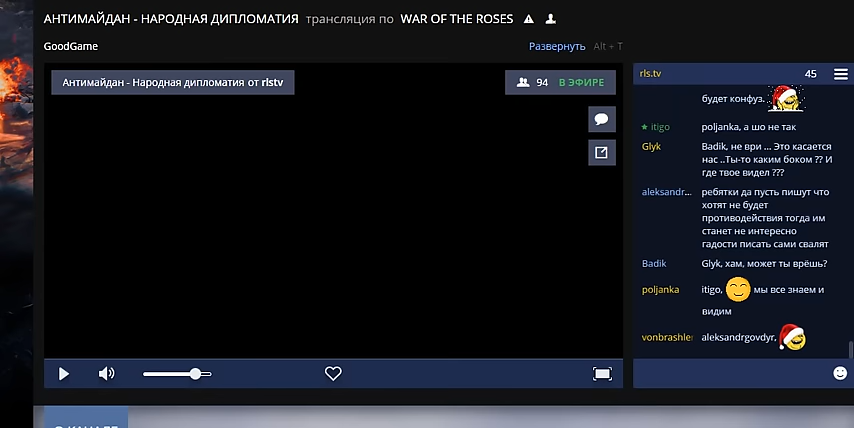 АНТИМАЙДАН - НАРОДНАЯ ДИПЛОМАТИЯ трансляция по WAR OF THE ROSES
GoodGame
Развернуть Alt + T
Антимайдан - Народная дипломатия от rlstv
94 В ЭФИРЕ
rls.tv 45
будет конфуз.
itigo poljanka, а шо не так
Glyk Badik, не ври ... Это касается
нас ..Ты-то каким боком ?? И
где твое видел ???
aleksandr... ребятки да пусть пишут что
хотят не будет
противодействия тогда им
станет не интересно
гадости писать сами свалят
Badik Glyk, хам, может ты врёшь?
poljanka itigo, мы все знаем и
видим
vonbrashler aleksandrgovdyr,